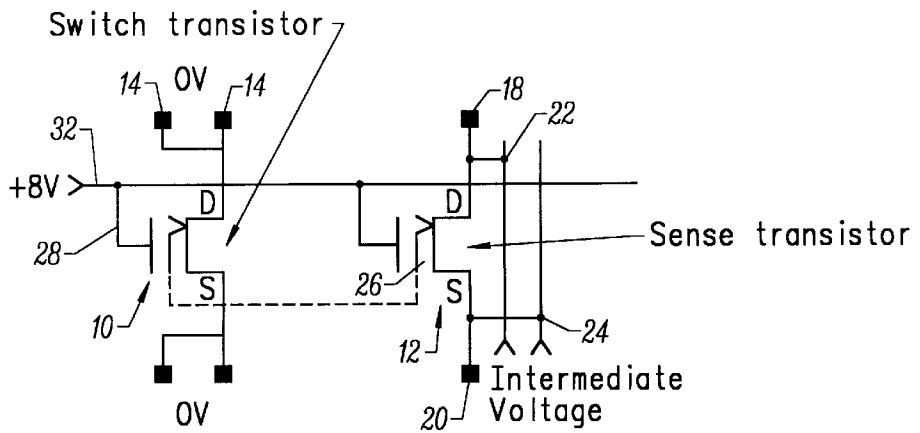 Switch transistor
14
0V
14
18
22
32
+8V
D
D
28
Sense transistor
26
S
S
10
12
24
20
Intermediate
Voltage
0V